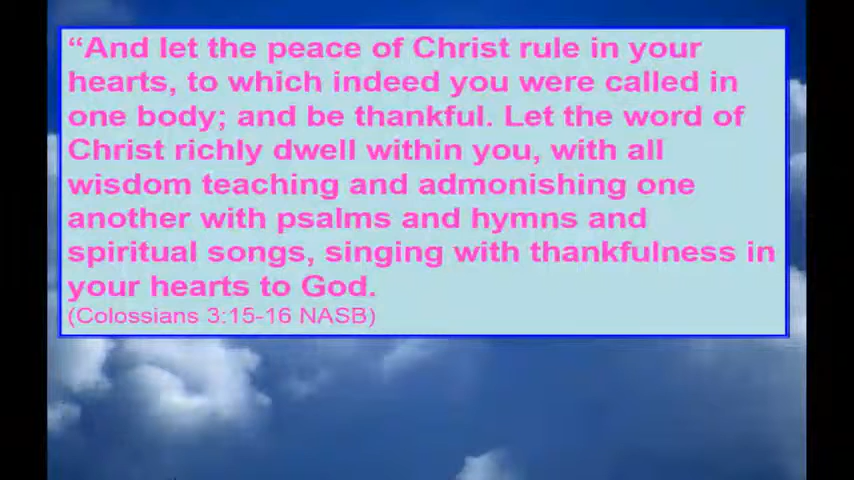 “And let the peace of Christ rule in your
hearts, to which indeed you were called in
one body; and be thankful. Let the word of
Christ richly dwell within you, with all
wisdom teaching and admonishing one
another with psalms and hymns and
spiritual songs, singing with thankfulness in
your hearts to God.
(Colossians 3:15-16 NASB)